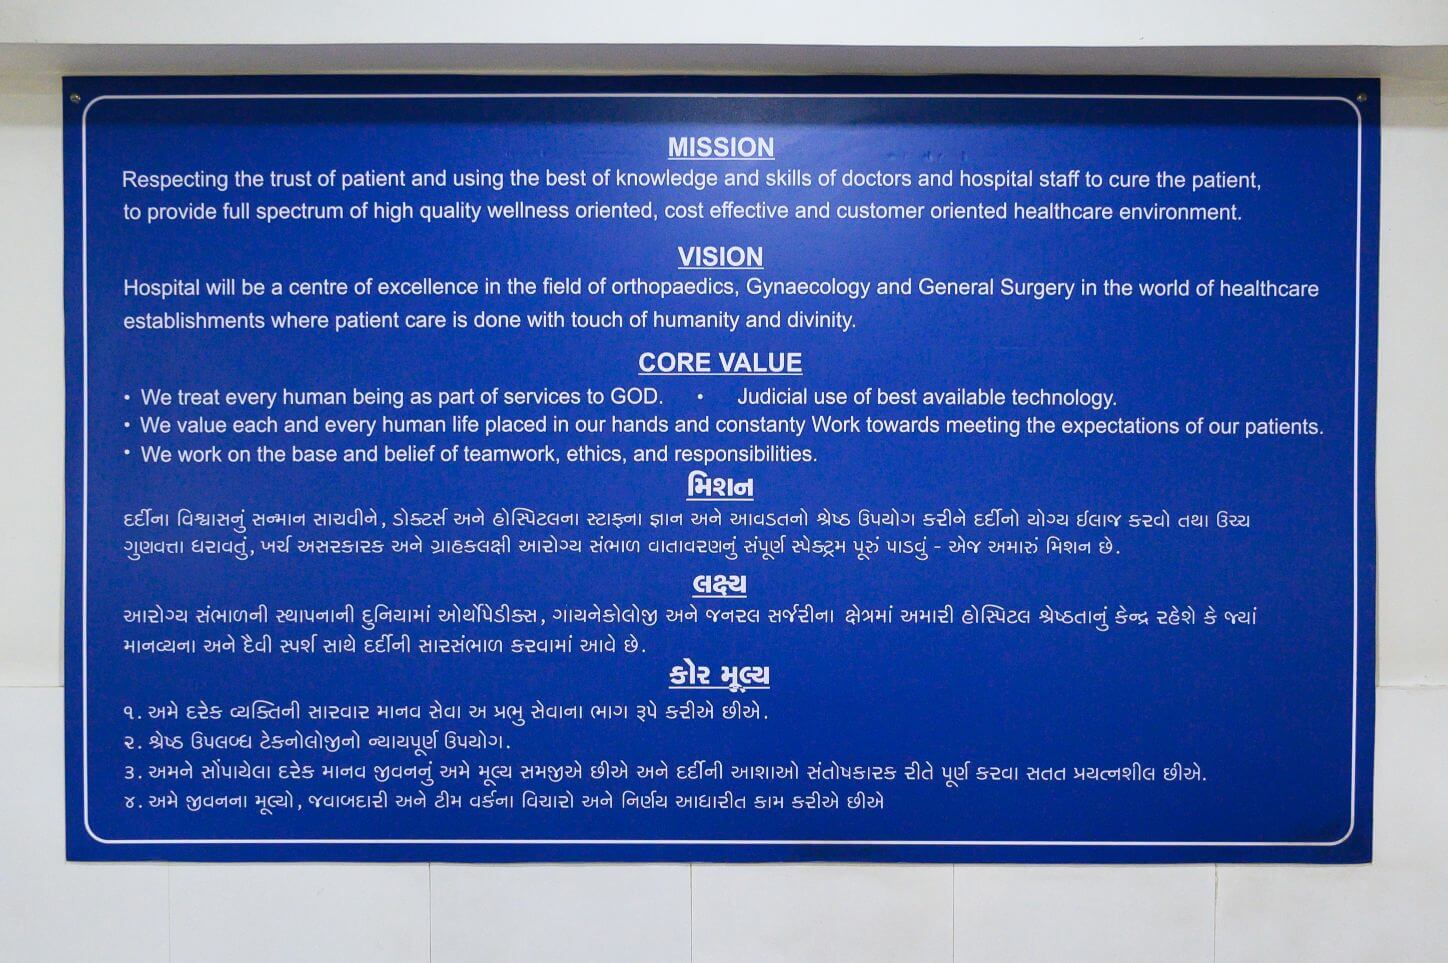 MISSION
Respecting the trust of patient and using the best of knowledge and skills of doctors and hospital staff to cure the patient,
to provide full spectrum of high quality wellness oriented, cost effective and customer oriented healthcare environment.
VISION
Hospital will be a centre of excellence in the field of orthopaedics, Gynaecology and General Surgery in the world of healthcare
establishments where patient care is done with touch of humanity and divinity.
CORE VALUE
• We treat every human being as part of services to GOD. • Judicial use of best available technology.
• We value each and every human life placed in our hands and constanty Work towards meeting the expectations of our patients.
• We work on the base and belief of teamwork, ethics, and responsibilities.
મિશન
દર્દીના વિશ્વાસનું સન્માન સાચવીને, ડોક્ટર્સ અને હોસ્પિટલના સ્ટાફના જ્ઞાન અને આવડતનો શ્રેષ્ઠ ઉપયોગ કરીને દર્દીનો યોગ્ય ઈલાજ કરવો તથા ઉચ્ચ
ગુણવત્તા ધરાવતું, ખર્ચ અસરકારક અને ગ્રાહકલક્ષી આરોગ્ય સંભાળ વાતાવરણનું સંપૂર્ણ સ્પેક્ટ્રમ પૂરું પાડવું - એજ અમારું મિશન છે.
લક્ષ્ય
આરોગ્ય સંભાળની સ્થાપનાની દુનિયામાં ઓર્થોપેડીક્સ, ગાયનેકોલોજી અને જનરલ સર્જરીના ક્ષેત્રમાં અમારી હોસ્પિટલ શ્રેષ્ઠતાનું કેન્દ્ર રહેશે કે જ્યાં
માનવ્યના અને દૈવી સ્પર્શ સાથે દર્દીની સારસંભાળ કરવામાં આવે છે.
કોર મૂલ્ય
૧. અમે દરેક વ્યક્તિની સારવાર માનવ સેવા અ પ્રભુ સેવાના ભાગ રૂપે કરીએ છીએ.
૨. શ્રેષ્ઠ ઉપલબ્ધ ટેકનોલોજીનો ન્યાયપૂર્ણ ઉપયોગ.
૩. અમને સોંપાયેલા દરેક માનવ જીવનનું અમે મૂલ્ય સમજીએ છીએ અને દર્દીની આશાઓ સંતોષકારક રીતે પૂર્ણ કરવા સતત પ્રયત્નશીલ છીએ.
૪. અમે જીવનના મૂલ્યો, જવાબદારી અને ટીમ વર્કના વિચારો અને નિર્ણય આધારીત કામ કરીએ છીએ